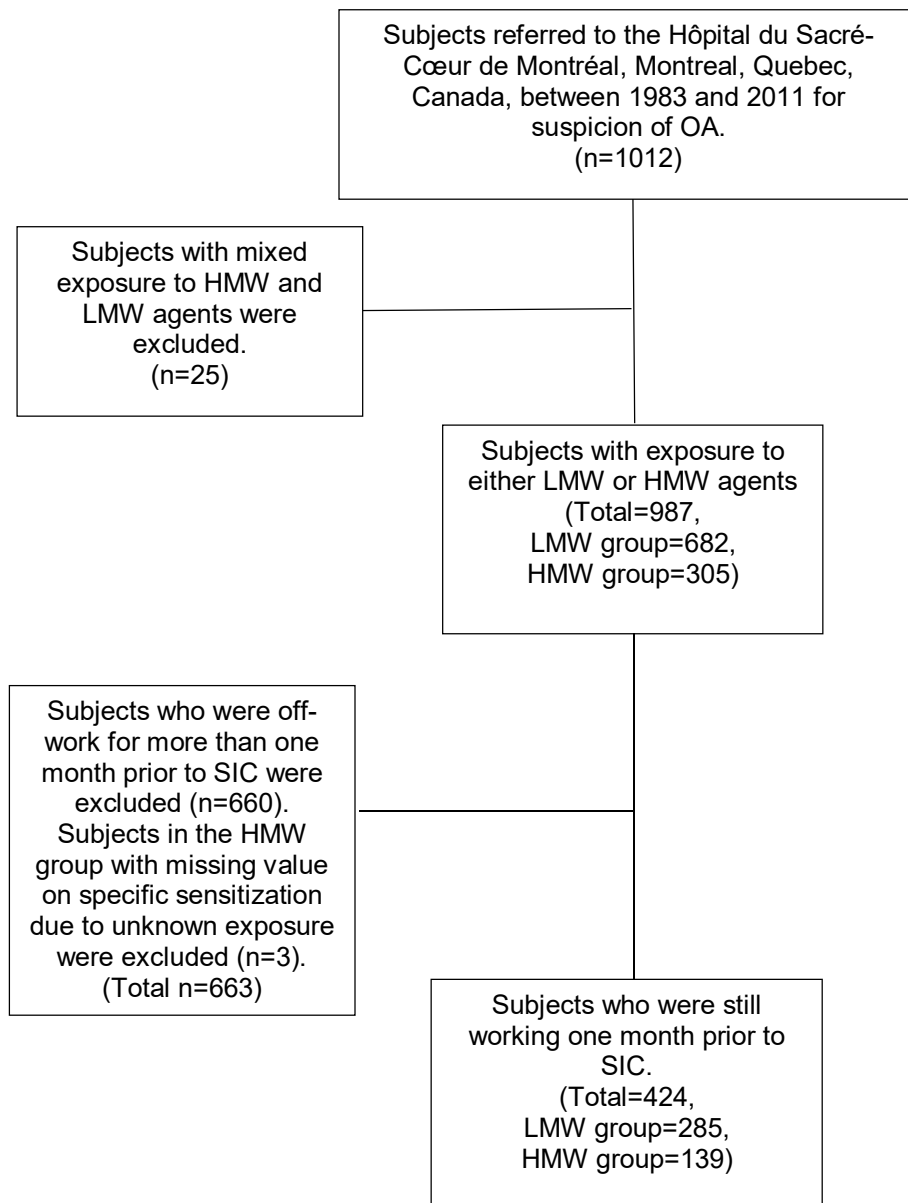 Subjects referred to the Hôpital du Sacré-
Cœur de Montréal, Montreal, Quebec,
Canada, between 1983 and 2011 for
suspicion of OA.
(n=1012)
Subjects with mixed
exposure to HMW and
LMW agents were
excluded.
(n=25)
Subjects with exposure to
either LMW or HMW agents
(Total=987,
LMW group=682,
HMW group=305)
Subjects who were off-
work for more than one
month prior to SIC were
excluded (n=660).
Subjects in the HMW
group with missing value
on specific sensitization
due to unknown exposure
were excluded (n=3).
(Total n=663)
Subjects who were still
working one month prior to
SIC.
(Total=424,
LMW group=285,
HMW group=139)